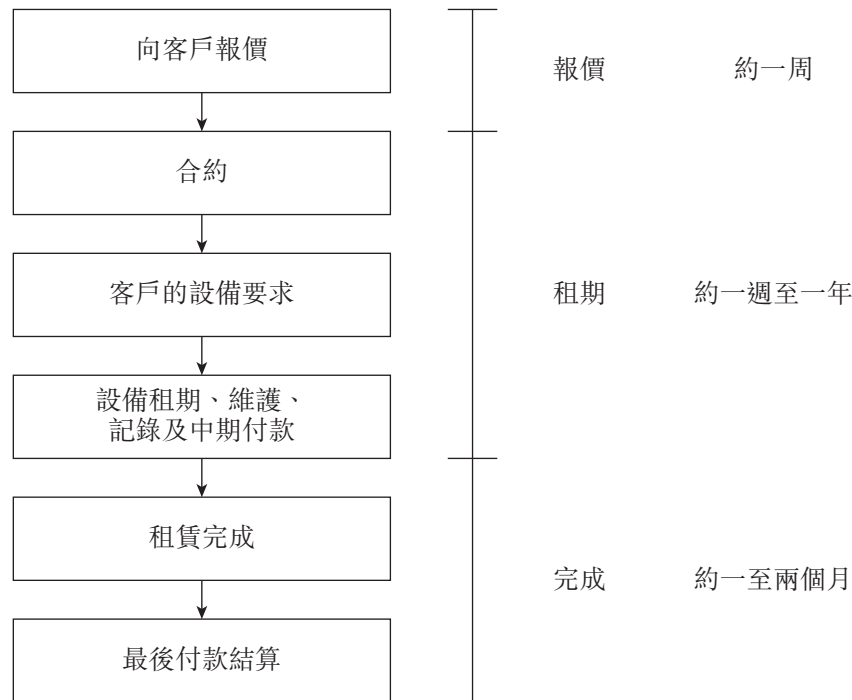 向客戶報價
報價 約一周
合約
客戶的設備要求
租期 約一週至一年
設備租期、維護、
記錄及中期付款
租賃完成
完成 約一至兩個月
最後付款結算